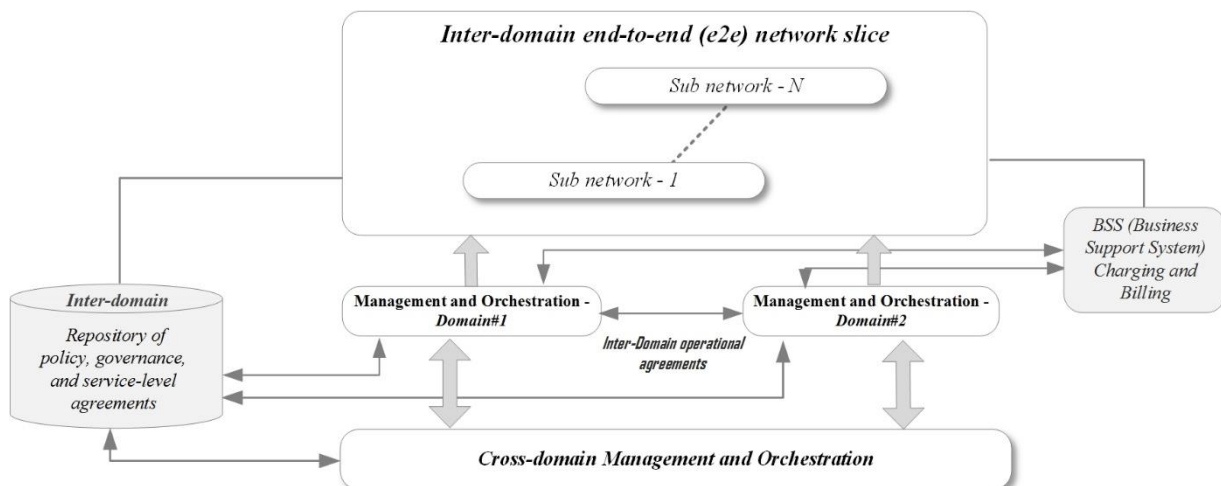 Inter-domain end-to-end (e2e) network slice
Sub network - N
Sub network - 1
BSS (Business
Support System)
Charging and
Billing
Inter-domain
Repository of
policy, governance,
and service-level
agreements
Management and Orchestration -
Domain#1
Management and Orchestration -
Domain#2
Inter-Domain operational
agreements
Cross-domain Management and Orchestration